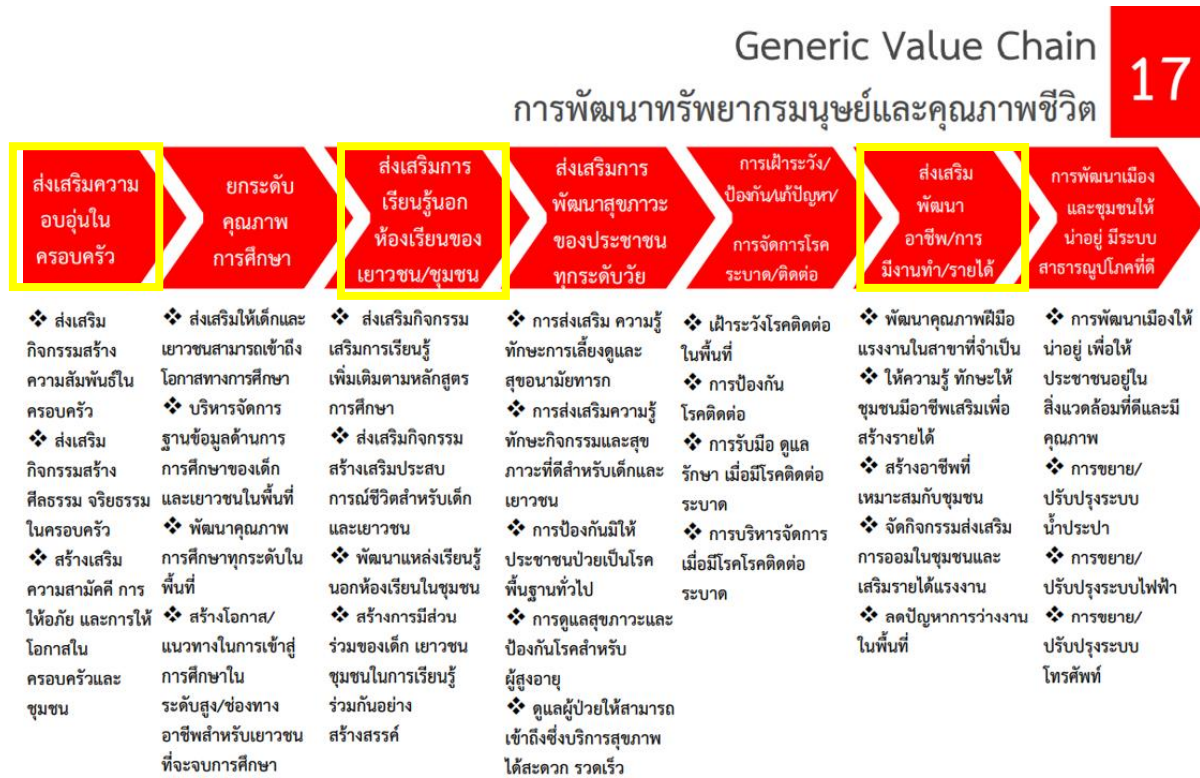 Generic Value Chain
การพัฒนาทรัพยากรมนุษย์และคุณภาพชีวิต
17
ส่งเสริมความ
อบอุ่นใน
ครอบครัว
ยกระดับ
คุณภาพ
การศึกษา
ส่งเสริมการ
เรียนรู้นอก
ห้องเรียนของ
เยาวชน/ชุมชน
ส่งเสริมการ
พัฒนาสุขภาวะ
ของประชาชน
ทุกระดับวัย
การเฝ้าระวัง/
ป้องกัน/แก้ปัญหา/
การจัดการโรค
ระบาด/ติดต่อ
ส่งเสริม
พัฒนา
อาชีพ/การ
มีงานทำ/รายได้
การพัฒนาเมือง
และชุมชนให้
น่าอยู่ มีระบบ
สาธารณูปโภคที่ดี
❖ ส่งเสริม
กิจกรรมสร้าง
ความสัมพันธ์ใน
ครอบครัว
❖ ส่งเสริม
กิจกรรมสร้าง
ศีลธรรม จริยธรรม
ในครอบครัว
❖ สร้างเสริม
ความสามัคคี การ
ให้อภัย และการให้
โอกาสใน
ครอบครัวและ
ชุมชน
❖ ส่งเสริมให้เด็กและ
เยาวชนสามารถเข้าถึง
โอกาสทางการศึกษา
❖ บริหารจัดการ
ฐานข้อมูลด้านการ
การศึกษาของเด็ก
และเยาวชนในพื้นที่
❖ พัฒนาคุณภาพ
การศึกษาทุกระดับใน
พื้นที่
❖ สร้างโอกาส/
แนวทางในการเข้าสู่
การศึกษาใน
ระดับสูง/ช่องทาง
อาชีพสำหรับเยาวชน
ที่จะจบการศึกษา
❖ ส่งเสริมกิจกรรม
เสริมการเรียนรู้
เพิ่มเติมตามหลักสูตร
การศึกษา
❖ ส่งเสริมกิจกรรม
สร้างเสริมประสบ
การณ์ชีวิตสำหรับเด็ก
และเยาวชน
❖ พัฒนาแหล่งเรียนรู้
นอกห้องเรียนในชุมชน
❖ สร้างการมีส่วน
ร่วมของเด็ก เยาวชน
ชุมชนในการเรียนรู้
ร่วมกันอย่าง
สร้างสรรค์
❖ การส่งเสริม ความรู้
ทักษะการเลี้ยงดูและ
สุขอนามัยทารก
❖ การส่งเสริมความรู้
ทักษะกิจกรรมและสุข
ภาวะที่ดีสำหรับเด็กและ
เยาวชน
❖ การป้องกันมิให้
ประชาชนป่วยเป็นโรค
พื้นฐานทั่วไป
❖ การดูแลสุขภาวะและ
ป้องกันโรคสำหรับ
ผู้สูงอายุ
❖ ดูแลผู้ป่วยให้สามารถ
เข้าถึงซึ่งบริการสุขภาพ
ได้สะดวก รวดเร็ว
❖ เฝ้าระวังโรคติดต่อ
ในพื้นที่
❖ การป้องกัน
โรคติดต่อ
❖ การรับมือ ดูแล
รักษา เมื่อมีโรคติดต่อ
ระบาด
❖ การบริหารจัดการ
เมื่อมีโรคโรคติดต่อ
ระบาด
❖ พัฒนาคุณภาพฝีมือ
แรงงานในสาขาที่จำเป็น
❖ ให้ความรู้ ทักษะให้
ชุมชนมีอาชีพเสริมเพื่อ
สร้างรายได้
❖ สร้างอาชีพที่
เหมาะสมกับชุมชน
❖ จัดกิจกรรมส่งเสริม
การออมในชุมชนและ
เสริมรายได้แรงงาน
❖ ลดปัญหาการว่างงาน
ในพื้นที่
❖ การพัฒนาเมืองให้
น่าอยู่ เพื่อให้
ประชาชนอยู่ใน
สิ่งแวดล้อมที่ดีและมี
คุณภาพ
❖ การขยาย/
ปรับปรุงระบบ
น้ำประปา
❖ การขยาย/
ปรับปรุงระบบไฟฟ้า
❖ การขยาย/
ปรับปรุงระบบ
โทรศัพท์